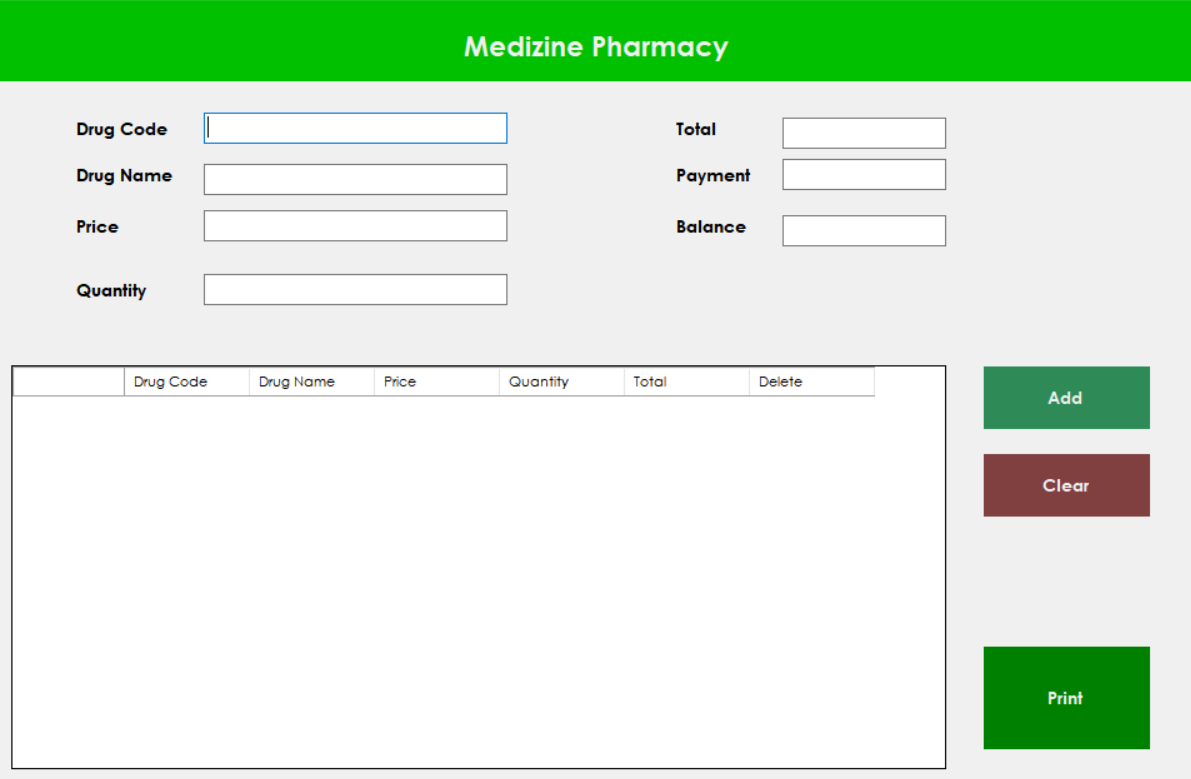 Medizine Pharmacy
Drug Code
Drug Name
Price
Quantity
Total
Payment
Balance
Drug Code Drug Name Price Quantity Total Delete
Add
Clear
Print